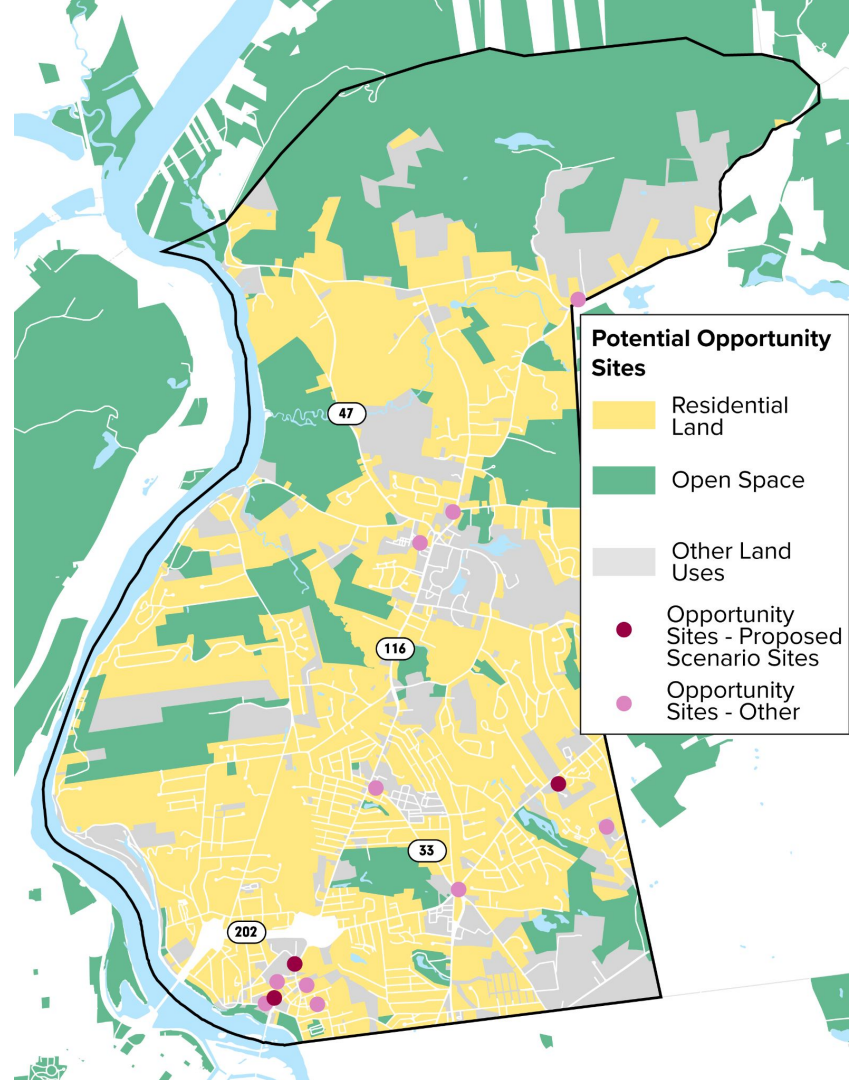 Potential Opportunity
Sites
Residential
Land
Open Space
Other Land
Uses
Opportunity
Sites - Proposed
Scenario Sites
Opportunity
Sites - Other
47
116
33
202